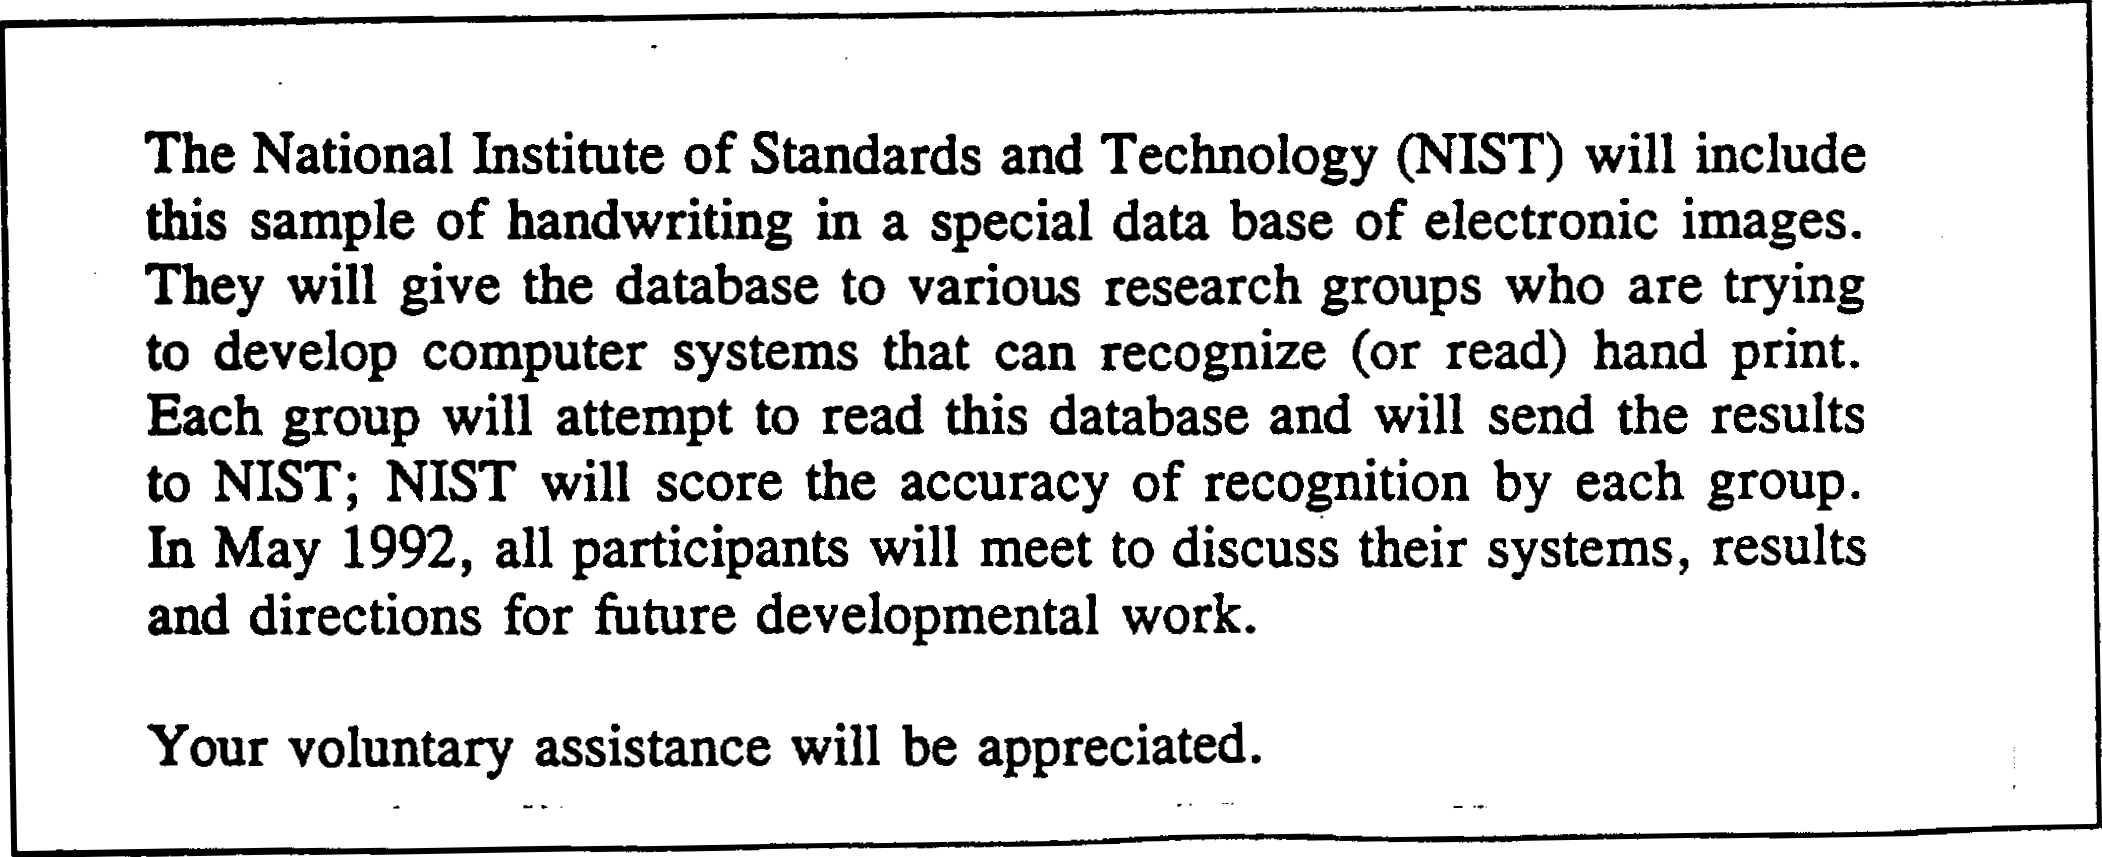 The National Institute of Standards and Technology (NIST) will include
this sample of handwriting in a special data base of electronic images.
They will give the database to various research groups who are trying
to develop computer systems that can recognize (or read) hand print.
Each group will attempt to read this database and will send the results
to NIST; NIST will score the accuracy of recognition by each group.
In May 1992, all participants will meet to discuss their systems, results
and directions for future developmental work.
Your voluntary assistance will be appreciated.